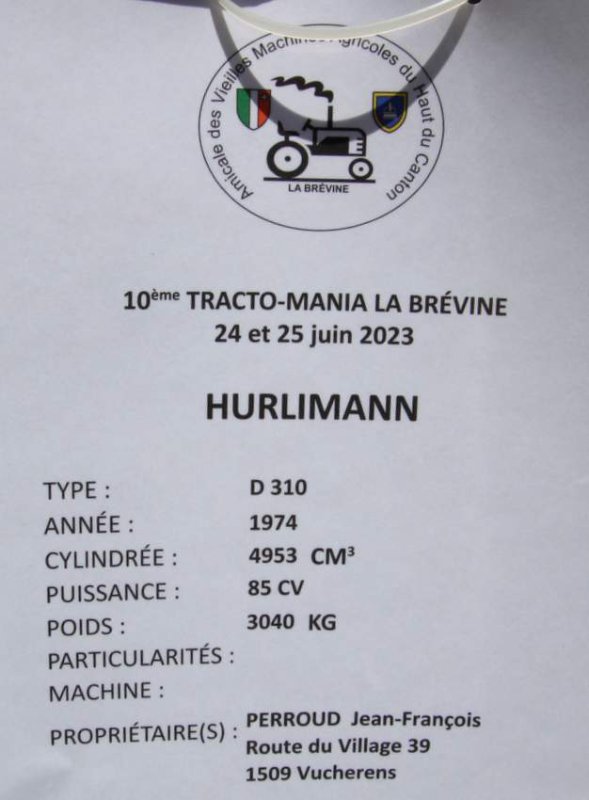 Amicale des Vieilles Machines Agricoles du Haut du Canton
LA BRÉVINE
10ème TRACTO-MANIA LA BRÉVINE
24 et 25 juin 2023
HURLIMANN
TYPE : D 310
ANNÉE : 1974
CYLINDRÉE : 4953 CM³
PUISSANCE : 85 CV
POIDS : 3040 KG
PARTICULARITÉS :
MACHINE :
PROPRIÉTAIRE(S) : PERROUD Jean-François
Route du Village 39
1509 Vucherens